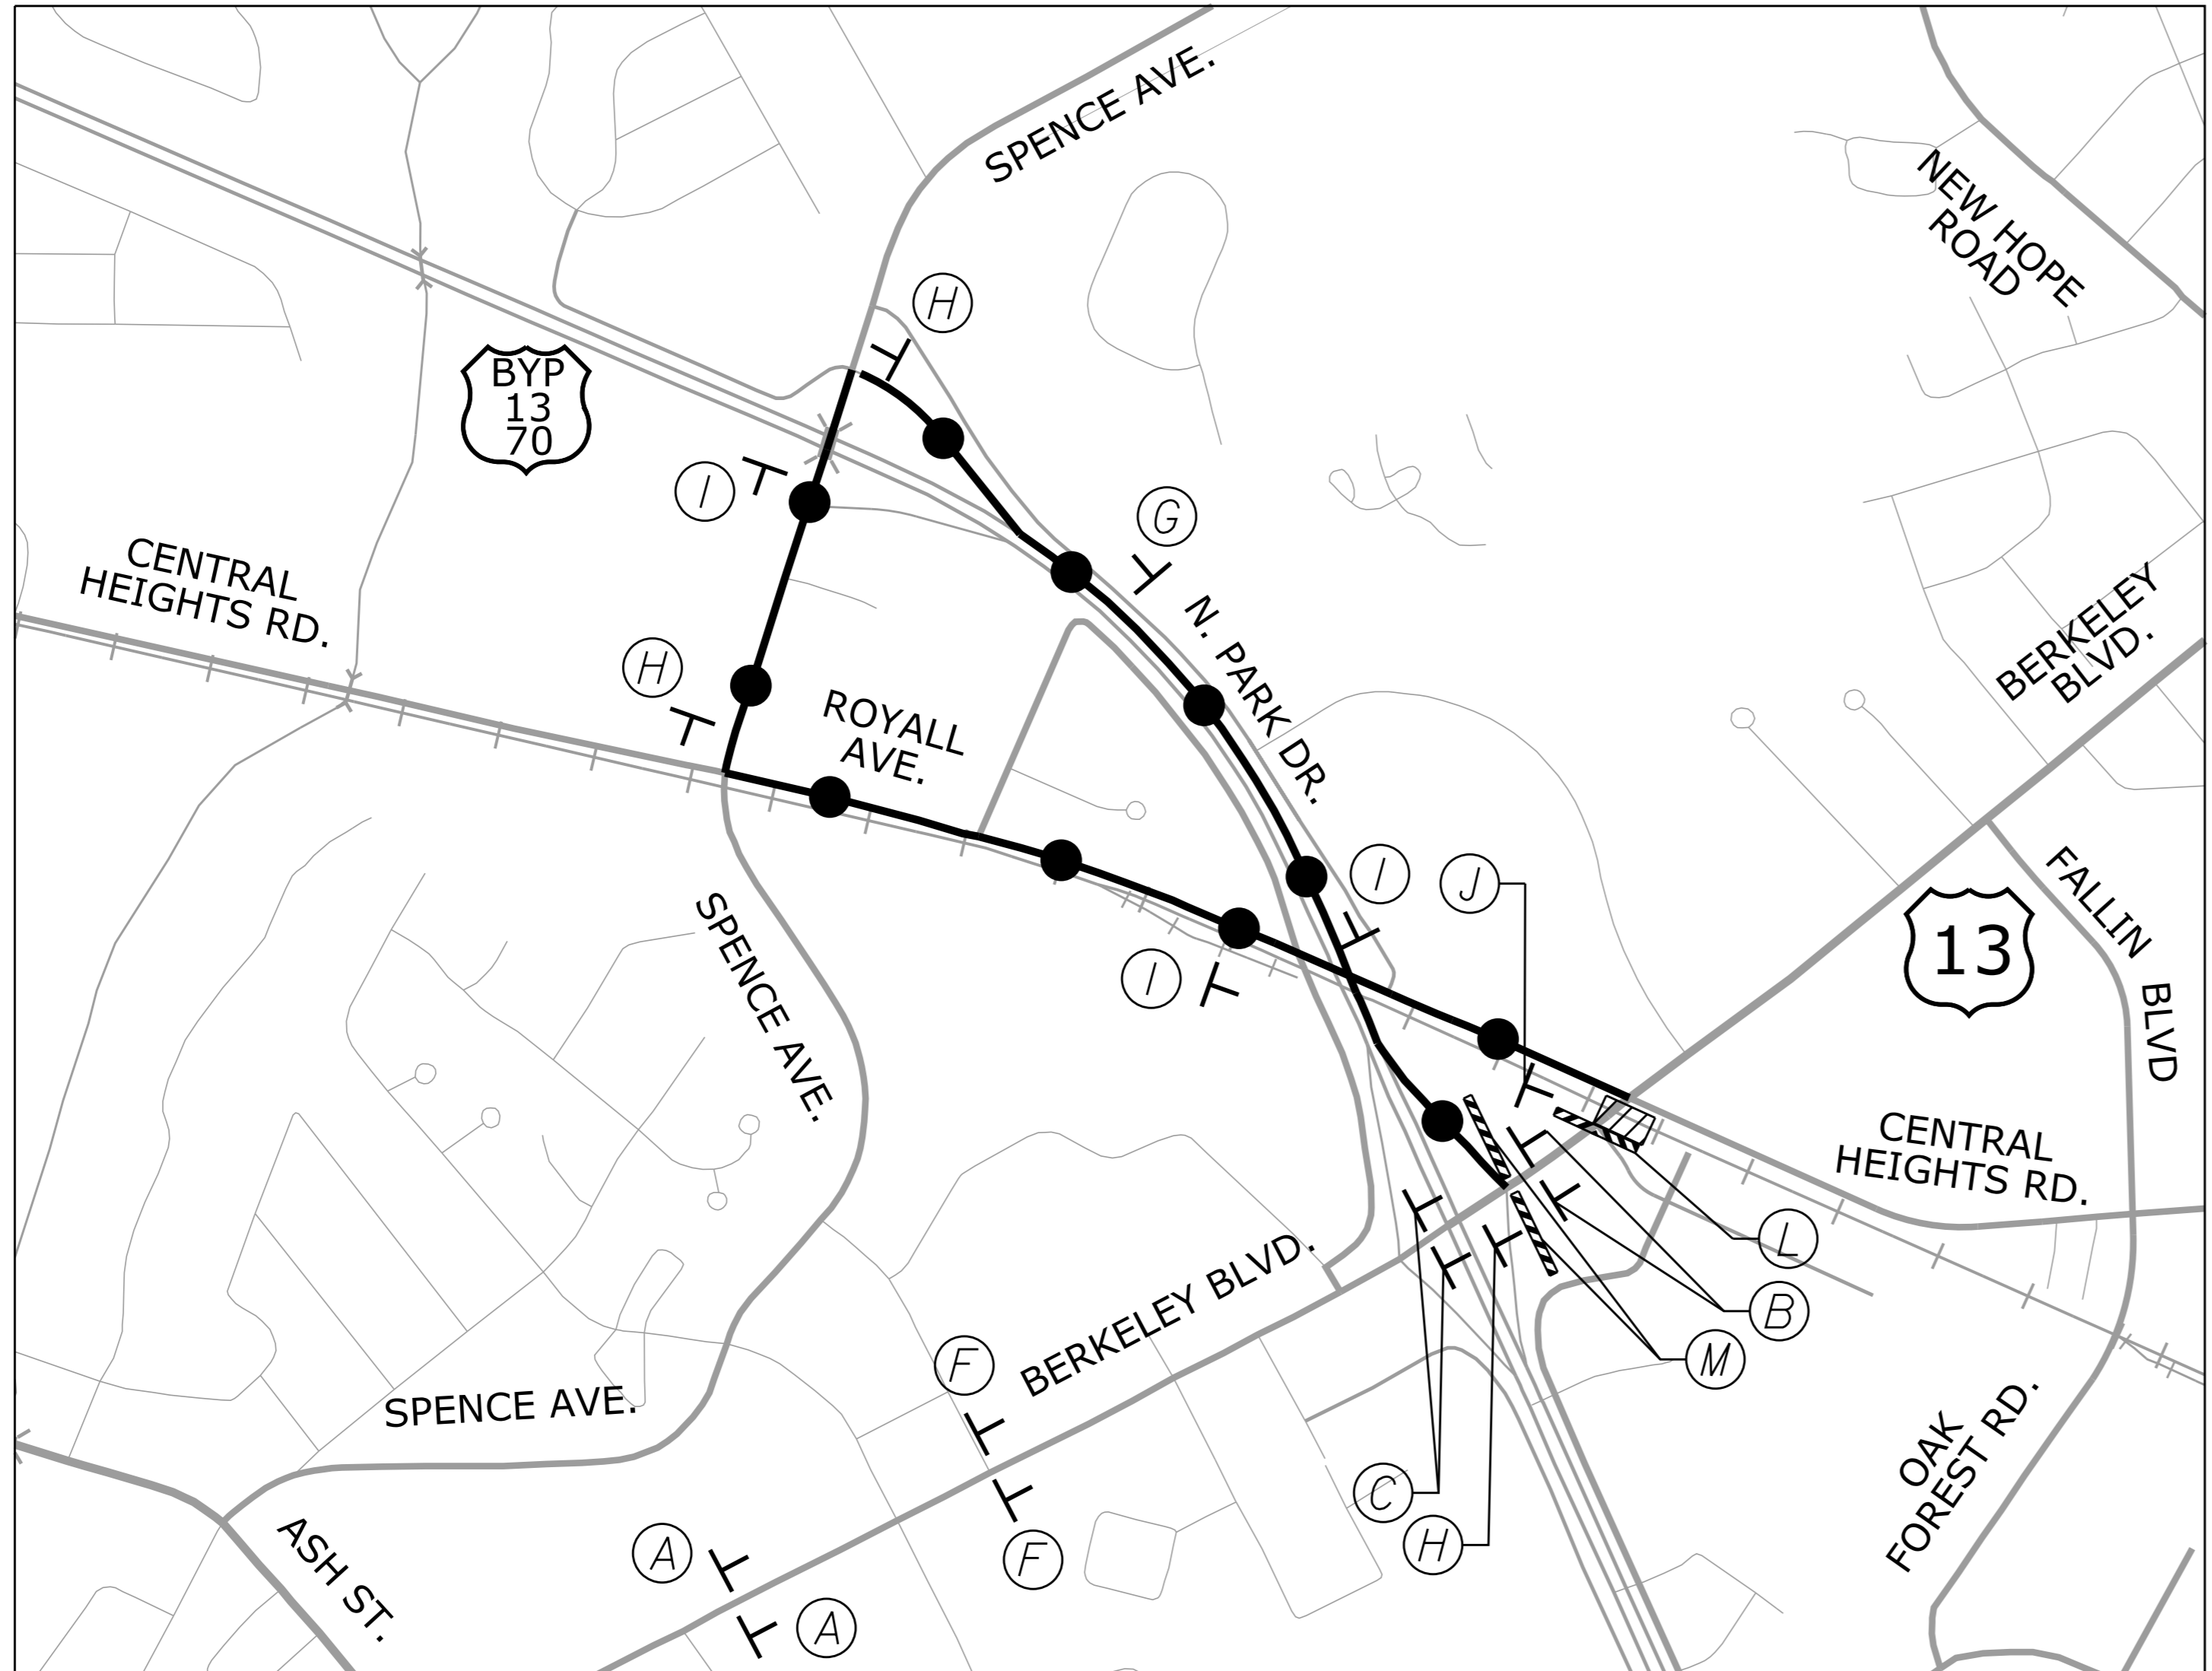 SPENCE AVE.
NEW HOPE
ROAD
H
BYP
13
70
I
G
CENTRAL
HEIGHTS RD.
N. PARK DR.
BERKELEY
BLVD.
H
ROYALL
AVE.
I
J
FALLIN BLVD
13
SPENCE AVE.
I
CENTRAL
HEIGHTS RD.
L
B
M
BERKELEY BLVD.
F
SPENCE AVE.
OAK
FOREST RD.
C
H
F
A
A
ASH ST.